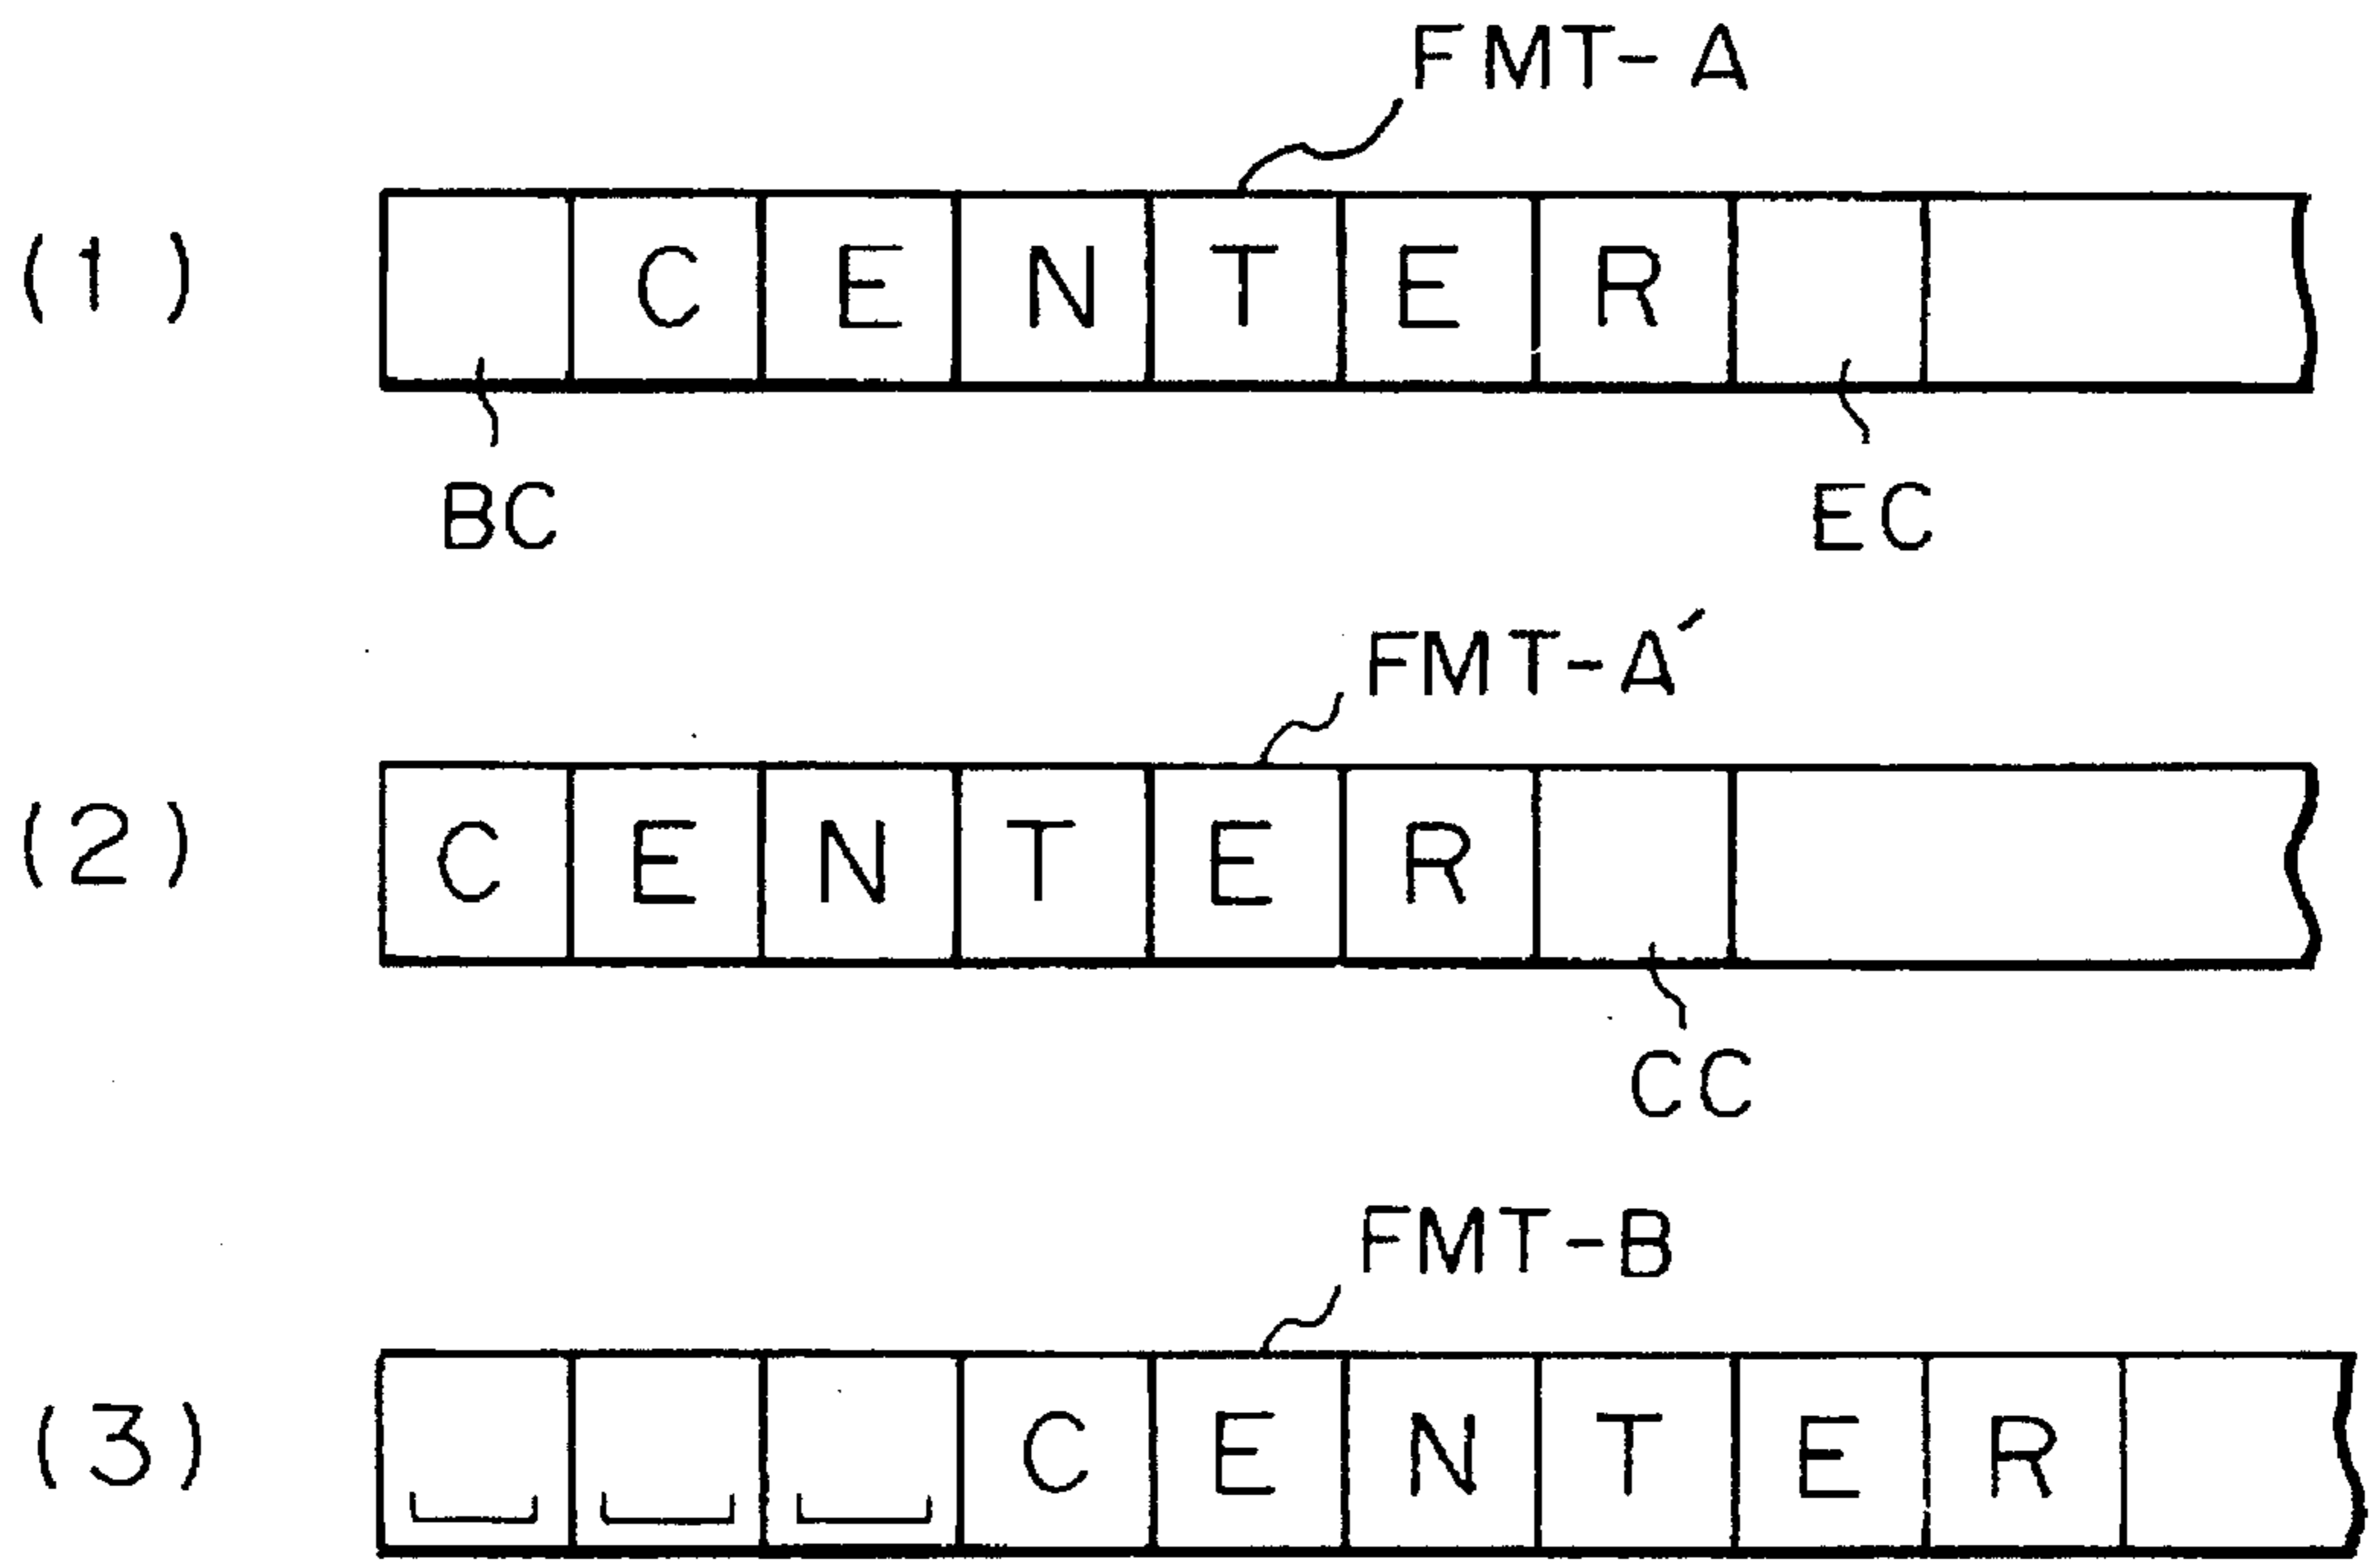 FMT-A
(1) C E N T E R
BC EC
FMT-A´
(2) C E N T E R
CC
FMT-B
(3) ␣ ␣ ␣ C E N T E R